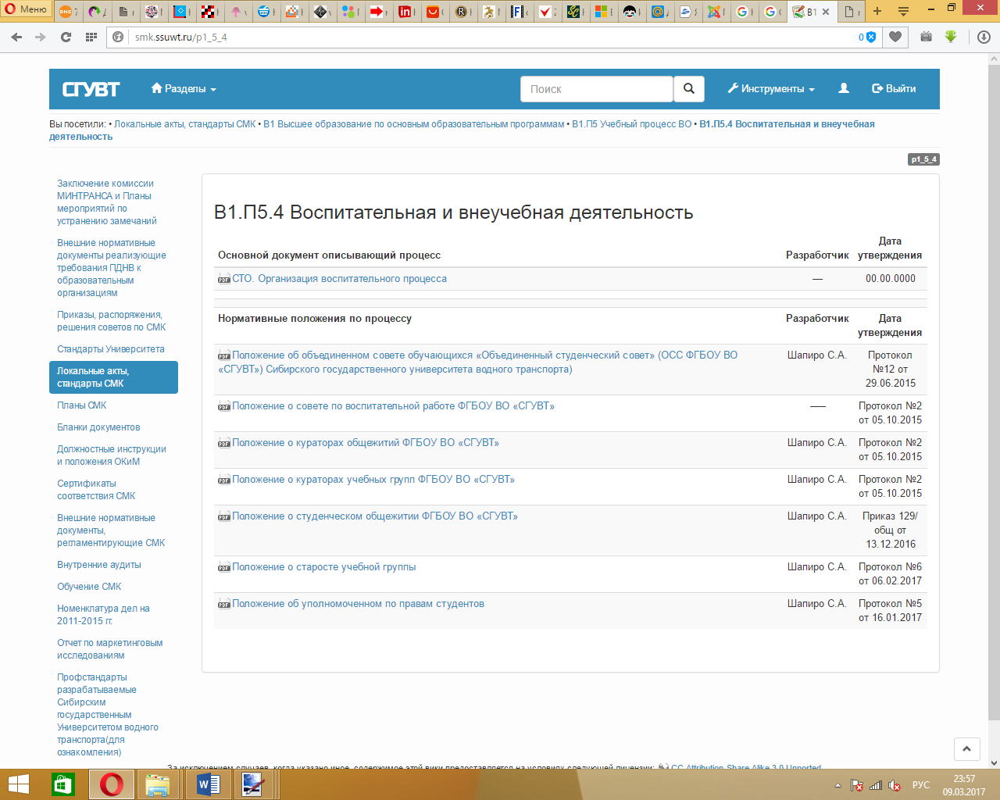 Меню
В1
smk.ssuwt.ru/p1_5_4
0
СГУВТ
Разделы
Поиск
Инструменты
Выйти
Вы посетили: • Локальные акты, стандарты СМК • В1 Высшее образование по основным образовательным программам • В1.П5 Учебный процесс ВО • В1.П5.4 Воспитательная и внеучебная
деятельность
p1_5_4
Заключение комиссии
МИНТРАНСА и Планы
мероприятий по
устранению замечаний
Внешние нормативные
документы реализующие
требования ПДНВ к
образовательным
организациям
Приказы, распоряжения,
решения советов по СМК
Стандарты Университета
Локальные акты,
стандарты СМК
Планы СМК
Бланки документов
Должностные инструкции
и положения ОКиМ
Сертификаты
соответствия СМК
Внешние нормативные
документы,
регламентирующие СМК
Внутренние аудиты
Обучение СМК
Номенклатура дел на
2011-2015 гг.
Отчет по маркетинговым
исследованиям
Профстандарты
разрабатываемые
Сибирским
государственным
Университетом водного
транспорта(для
ознакомления)
В1.П5.4 Воспитательная и внеучебная деятельность
Основной документ описывающий процесс Разработчик Дата
утверждения
СТО. Организация воспитательного процесса — 00.00.0000
Нормативные положения по процессу Разработчик Дата
утверждения
Положение об объединенном совете обучающихся «Объединенный студенческий совет» (ОСС ФГБОУ ВО
«СГУВТ») Сибирского государственного университета водного транспорта)
Шапиро С.А.
Протокол
№12 от
29.06.2015
Положение о совете по воспитательной работе ФГБОУ ВО «СГУВТ» —–
Протокол №2
от 05.10.2015
Положение о кураторах общежитий ФГБОУ ВО «СГУВТ» Шапиро С.А.
Протокол №2
от 05.10.2015
Положение о кураторах учебных групп ФГБОУ ВО «СГУВТ» Шапиро С.А.
Протокол №2
от 05.10.2015
Положение о студенческом общежитии ФГБОУ ВО «СГУВТ» Шапиро С.А.
Приказ 129/
общ от
13.12.2016
Положение о старосте учебной группы Шапиро С.А.
Протокол №6
от 06.02.2017
Положение об уполномоченном по правам студентов Шапиро С.А.
Протокол №5
от 16.01.2017
За исключением случаев, когда указано иное, содержимое этой вики предоставляется на условиях следующей лицензии: CC Attribution-Share Alike 3.0 Unported
РУС
23:57
09.03.2017